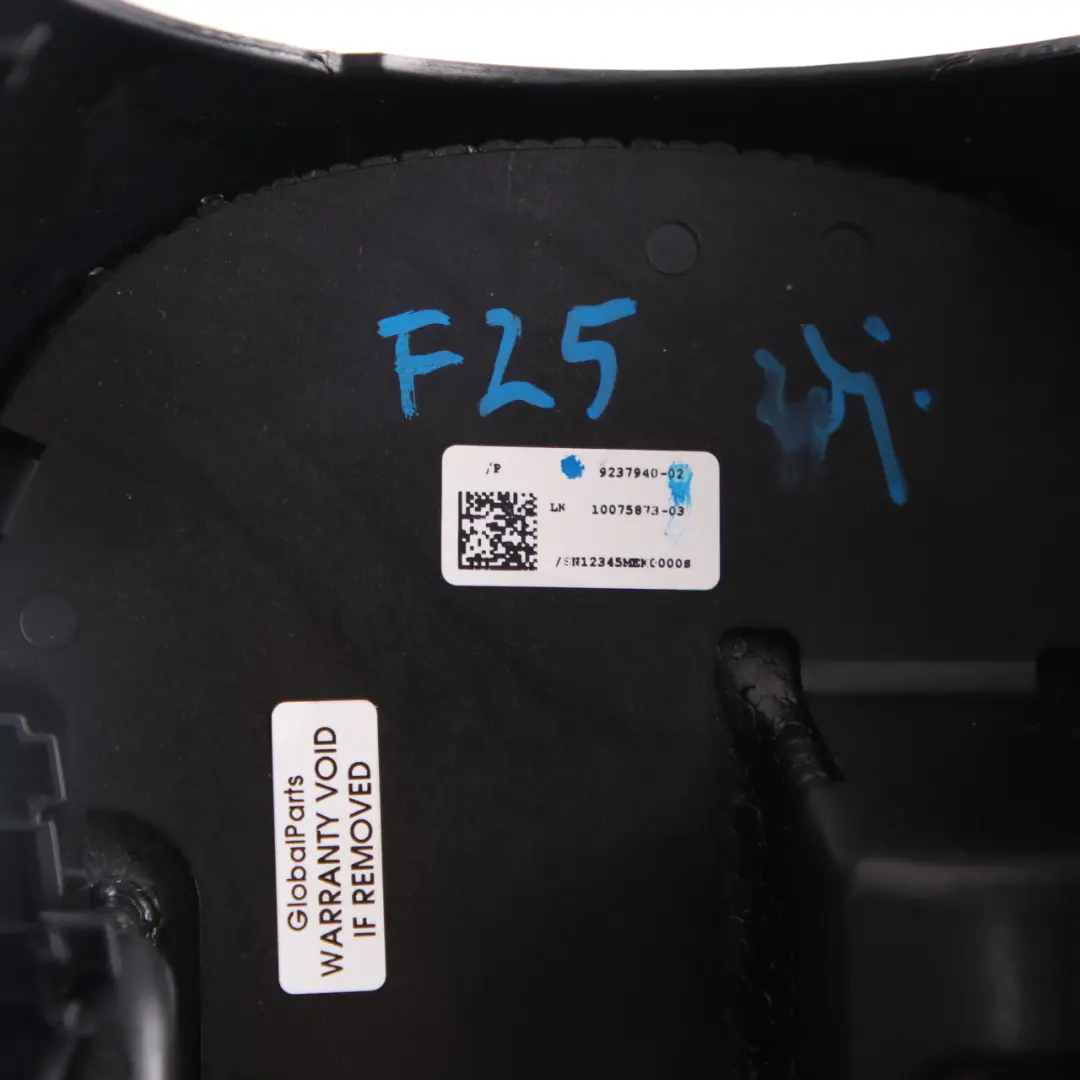 F25
/P 9237940-02
LK 10075873-03
GlobalParts
WARRANTY VOID
IF REMOVED